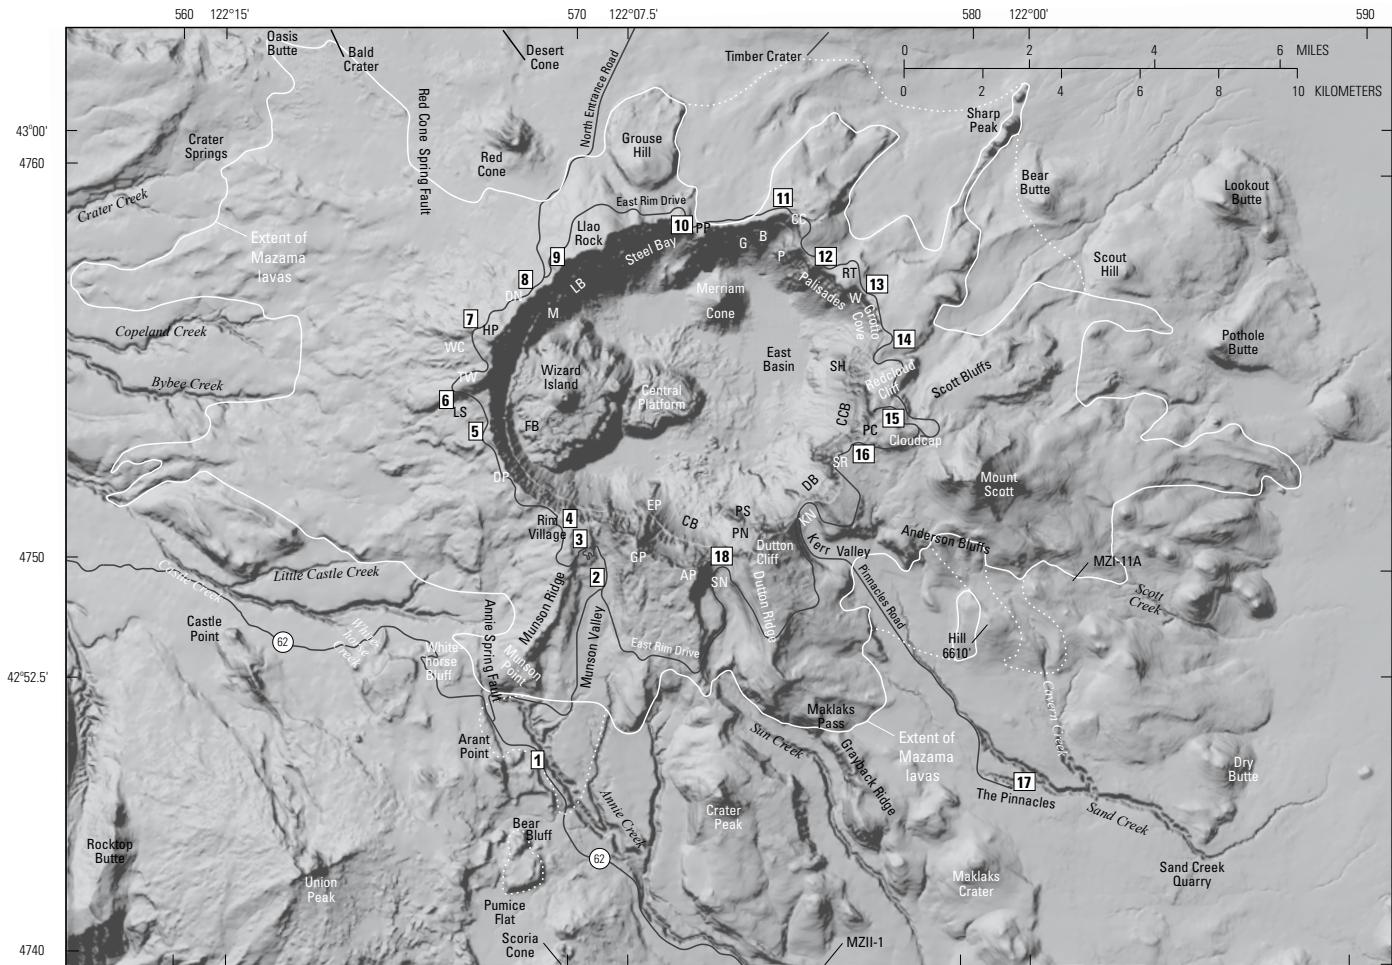 560 122°15' 570 122°07.5' 580 122°00' 590
Oasis
Butte
Bald
Crater
Desert
Cone
North Entrance Road
Timber Crater
0 2 4 6 MILES
0 2 4 6 8 10 KILOMETERS
43°00'
4760
Crater
Springs
Red Cone Spring Fault
Red
Cone
Grouse
Hill
Sharp
Peak
Bear
Butte
Lookout
Butte
Crater Creek
Extent of
Mazama
lavas
East Rim Drive
Llao
Rock
10
PP
11
CC
Steel Bay
G
B
P
12
RT
13
Scout
Hill
9
8
DN
LB
M
Merriam
Cone
Palisades
W
Grotto
Cove
7
HP
WC
TW
14
Copeland Creek
Bybee Creek
Pothole
Butte
Wizard
Island
Central
Platform
East
Basin
SH
Redcloud
Cliff
Scott Bluffs
6
LS
5
FB
CCB
15
PC
Cloudcap
16
SR
DP
DB
Mount
Scott
EP
CB
PS
PN
KN
4
Rim
Village
3
Kerr Valley
Anderson Bluffs
4750
GP
18
Dutton
Cliff
MZI-11A
2
AP
SN
Dutton Ridge
Pinnacles Road
Scott
Creek
Castle Creek
Little Castle Creek
Castle
Point
62
White-
horse
Creek
White-
horse
Bluff
Annie Spring Fault
Munson Ridge
Munson
Point
Munson Valley
East Rim Drive
Hill
6610'
42°52.5'
Cavern Creek
Maklaks
Pass
Sun Creek
Grayback Ridge
Extent of
Mazama
lavas
Arant
Point
1
17
The Pinnacles
Dry
Butte
Sand Creek
Annie Creek
Crater
Peak
Bear
Bluff
62
Rocktop
Butte
Union
Peak
Maklaks
Crater
Sand Creek
Quarry
Pumice
Flat
Scoria
Cone
MZII-1
4740